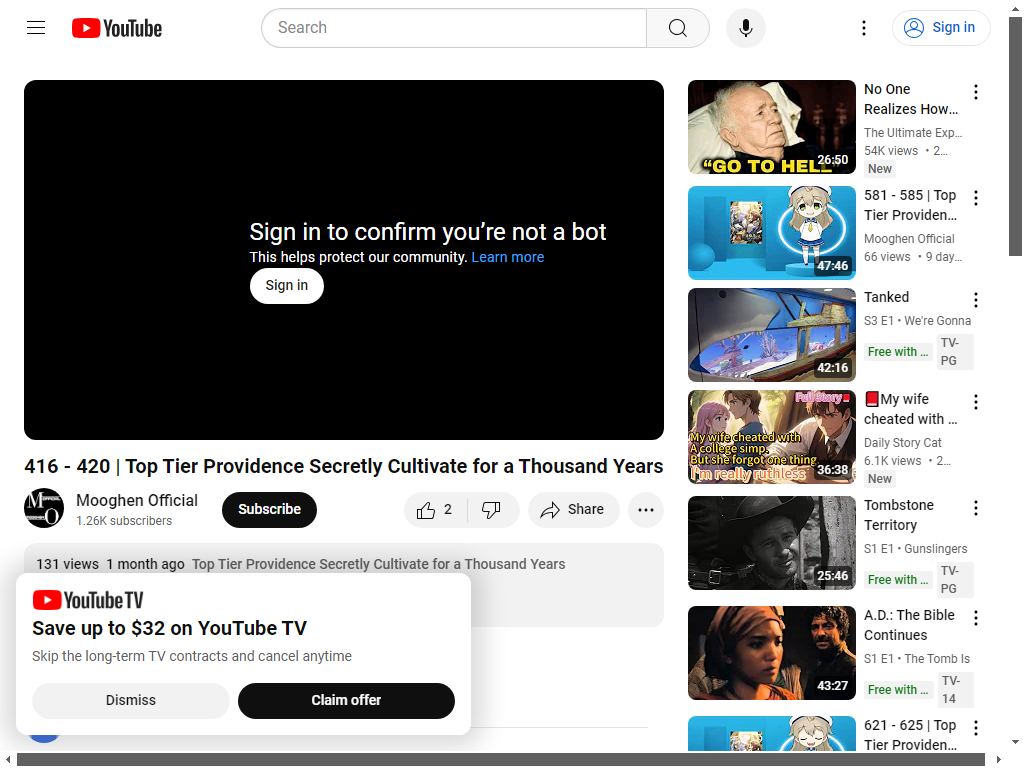 YouTube
Search
Sign in
Sign in to confirm you're not a bot
This helps protect our community. Learn more
Sign in
416 - 420 | Top Tier Providence Secretly Cultivate for a Thousand Years
Mooghen Official
1.26K subscribers
Subscribe
2
Share
131 views 1 month ago Top Tier Providence Secretly Cultivate for a Thousand Years
YouTube TV
Save up to $32 on YouTube TV
Skip the long-term TV contracts and cancel anytime
Dismiss
Claim offer
"GO TO HELL"
26:50
No One
Realizes How...
The Ultimate Exp...
54K views • 2...
New
47:46
581 - 585 | Top
Tier Providen...
Mooghen Official
66 views • 9 day...
42:16
Tanked
S3 E1 • We're Gonna
Free with ...
TV-
PG
Full Story
My wife cheated with
A college simp.
But she forgot one thing
I'm really ruthless
36:38
My wife
cheated with ...
Daily Story Cat
6.1K views • 2...
New
25:46
Tombstone
Territory
S1 E1 • Gunslingers
Free with ...
TV-
PG
43:27
A.D.: The Bible
Continues
S1 E1 • The Tomb Is
Free with ...
TV-
14
621 - 625 | Top
Tier Providen...